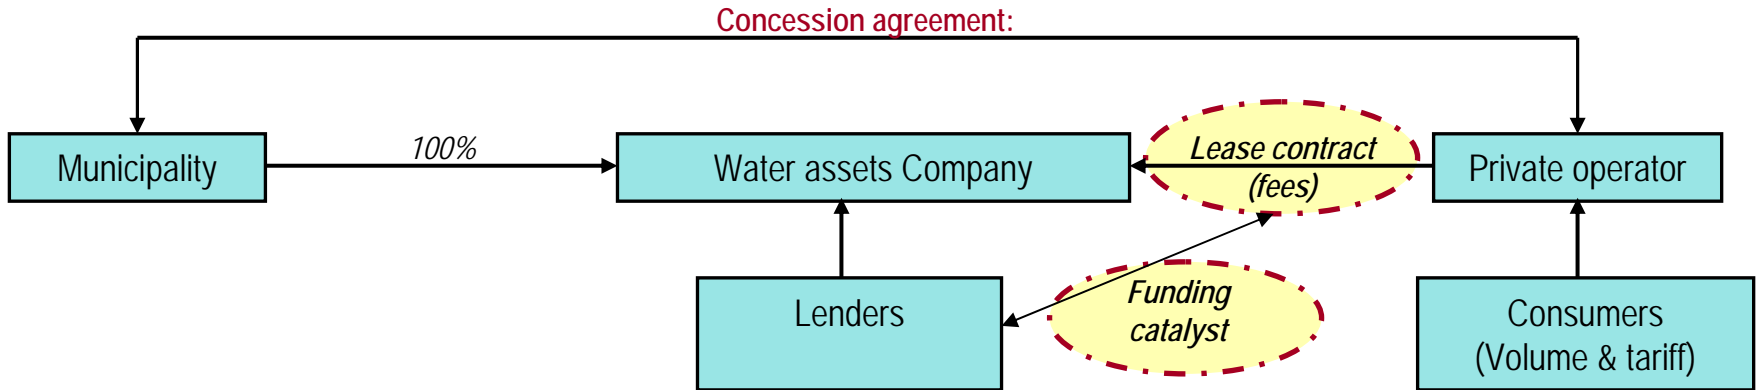 Concession agreement:
Municipality
100%
Water assets Company
Lease contract
(fees)
Private operator
Lenders
Funding
catalyst
Consumers
(Volume & tariff)